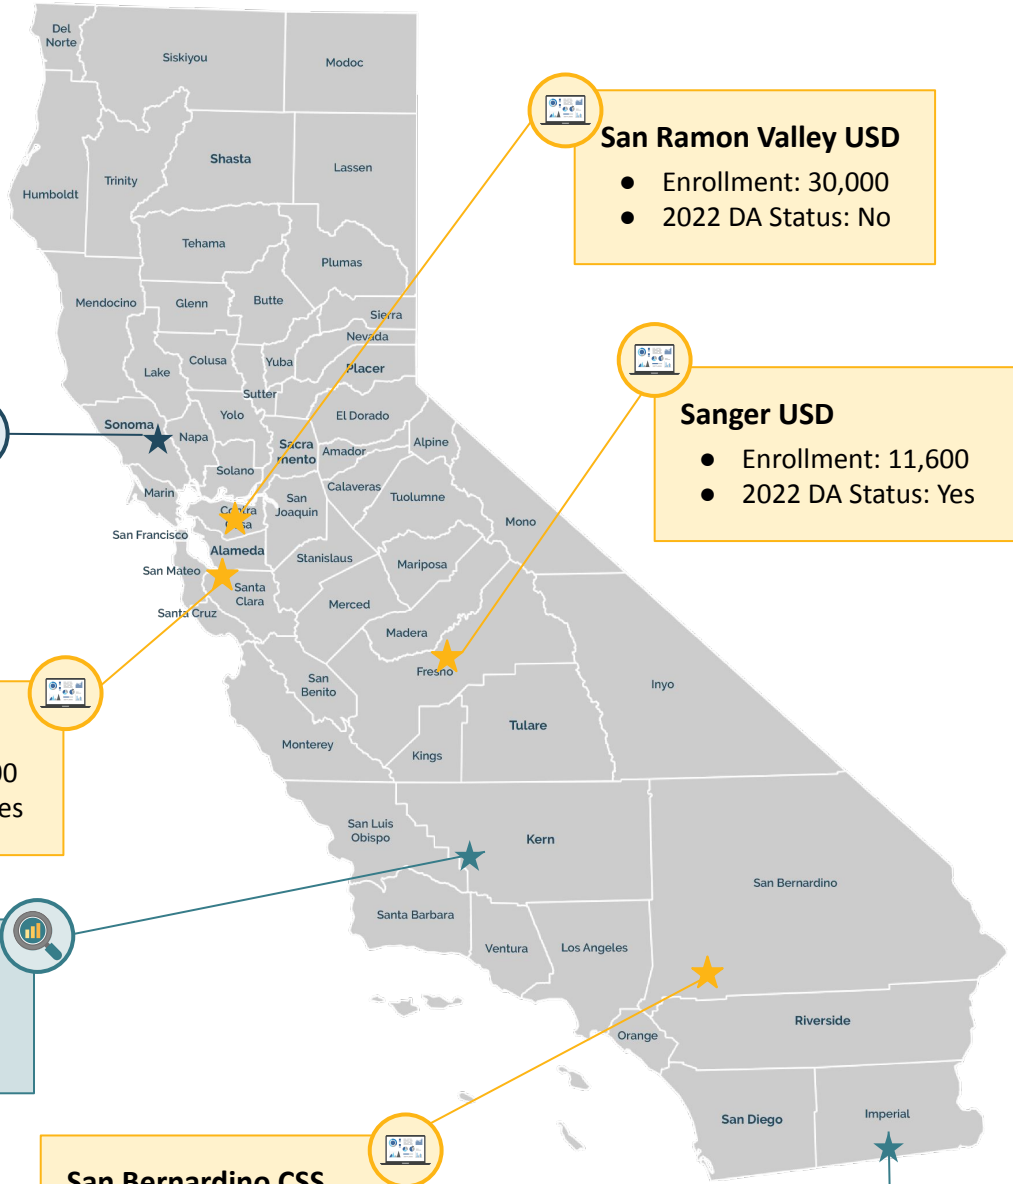 Del
Norte
Siskiyou
Modoc
Shasta
Lassen
Trinity
Humboldt
Tehama
Plumas
Mendocino
Glenn
Butte
Sierra
Nevada
Colusa
Yuba
Placer
Lake
Sutter
Yolo
El Dorado
Sonoma
Napa
Sacra
mento
Amador
Alpine
Solano
Marin
Calaveras
San
Joaquin
Tuolumne
Contra
Mono
San Francisco
Alameda
Stanislaus
Mariposa
San Mateo
Santa
Clara
Merced
Santa Cruz
Madera
Fresno
San
Benito
Inyo
Tulare
Monterey
Kings
San Luis
Obispo
Kern
San Bernardino
Santa Barbara
Ventura
Los Angeles
Riverside
Orange
San Diego
Imperial
San Ramon Valley USD
● Enrollment: 30,000
● 2022 DA Status: No
Sanger USD
● Enrollment: 11,600
● 2022 DA Status: Yes
San Bernardino CSS